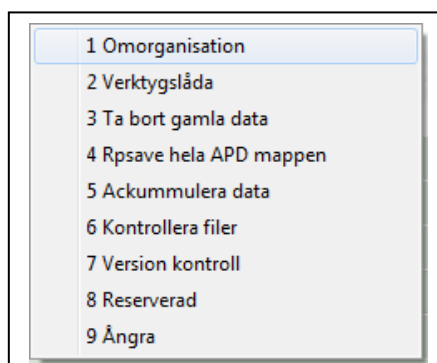 1 Omorganisation
2 Verktygslåda
3 Ta bort gamla data
4 Rpsave hela APD mappen
5 Ackummulera data
6 Kontrollera filer
7 Version kontroll
8 Reserverad
9 Ångra